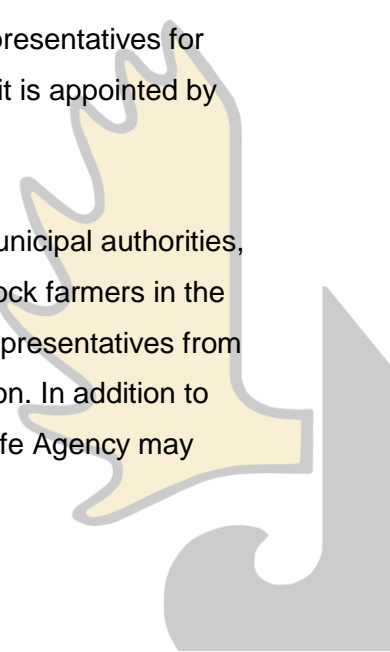 presentatives for
it is appointed by
unicipal authorities,
ock farmers in the
presentatives from
on. In addition to
fe Agency may